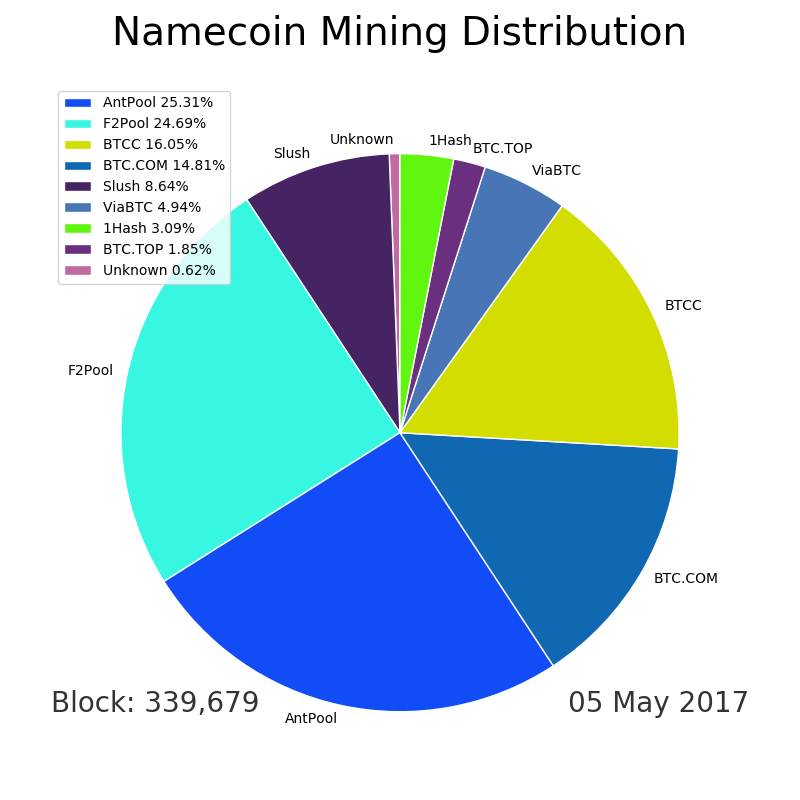 Namecoin Mining Distribution
AntPool 25.31%
F2Pool 24.69%
BTCC 16.05%
BTC.COM 14.81%
Slush 8.64%
ViaBTC 4.94%
1Hash 3.09%
BTC.TOP 1.85%
Unknown 0.62%
Unknown
1Hash
BTC.TOP
Slush
ViaBTC
BTCC
F2Pool
BTC.COM
Block: 339,679
05 May 2017
AntPool